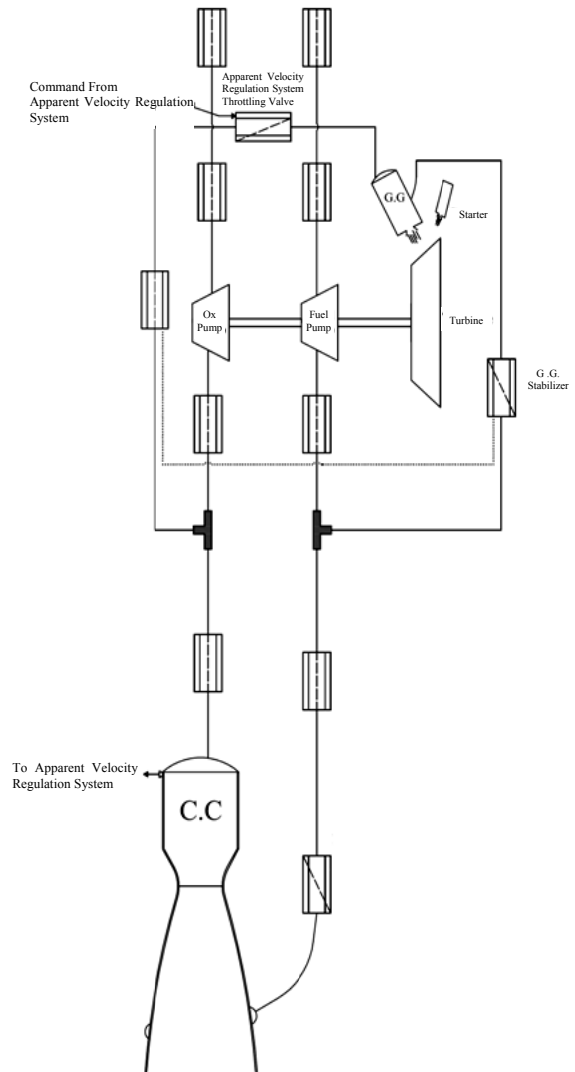 Apparent Velocity
Regulation System
Throttling Valve
Command From
Apparent Velocity Regulation
System
G.G
Starter
Ox
Pump
Fuel
Pump
Turbine
G .G.
Stabilizer
To Apparent Velocity
Regulation System
C.C